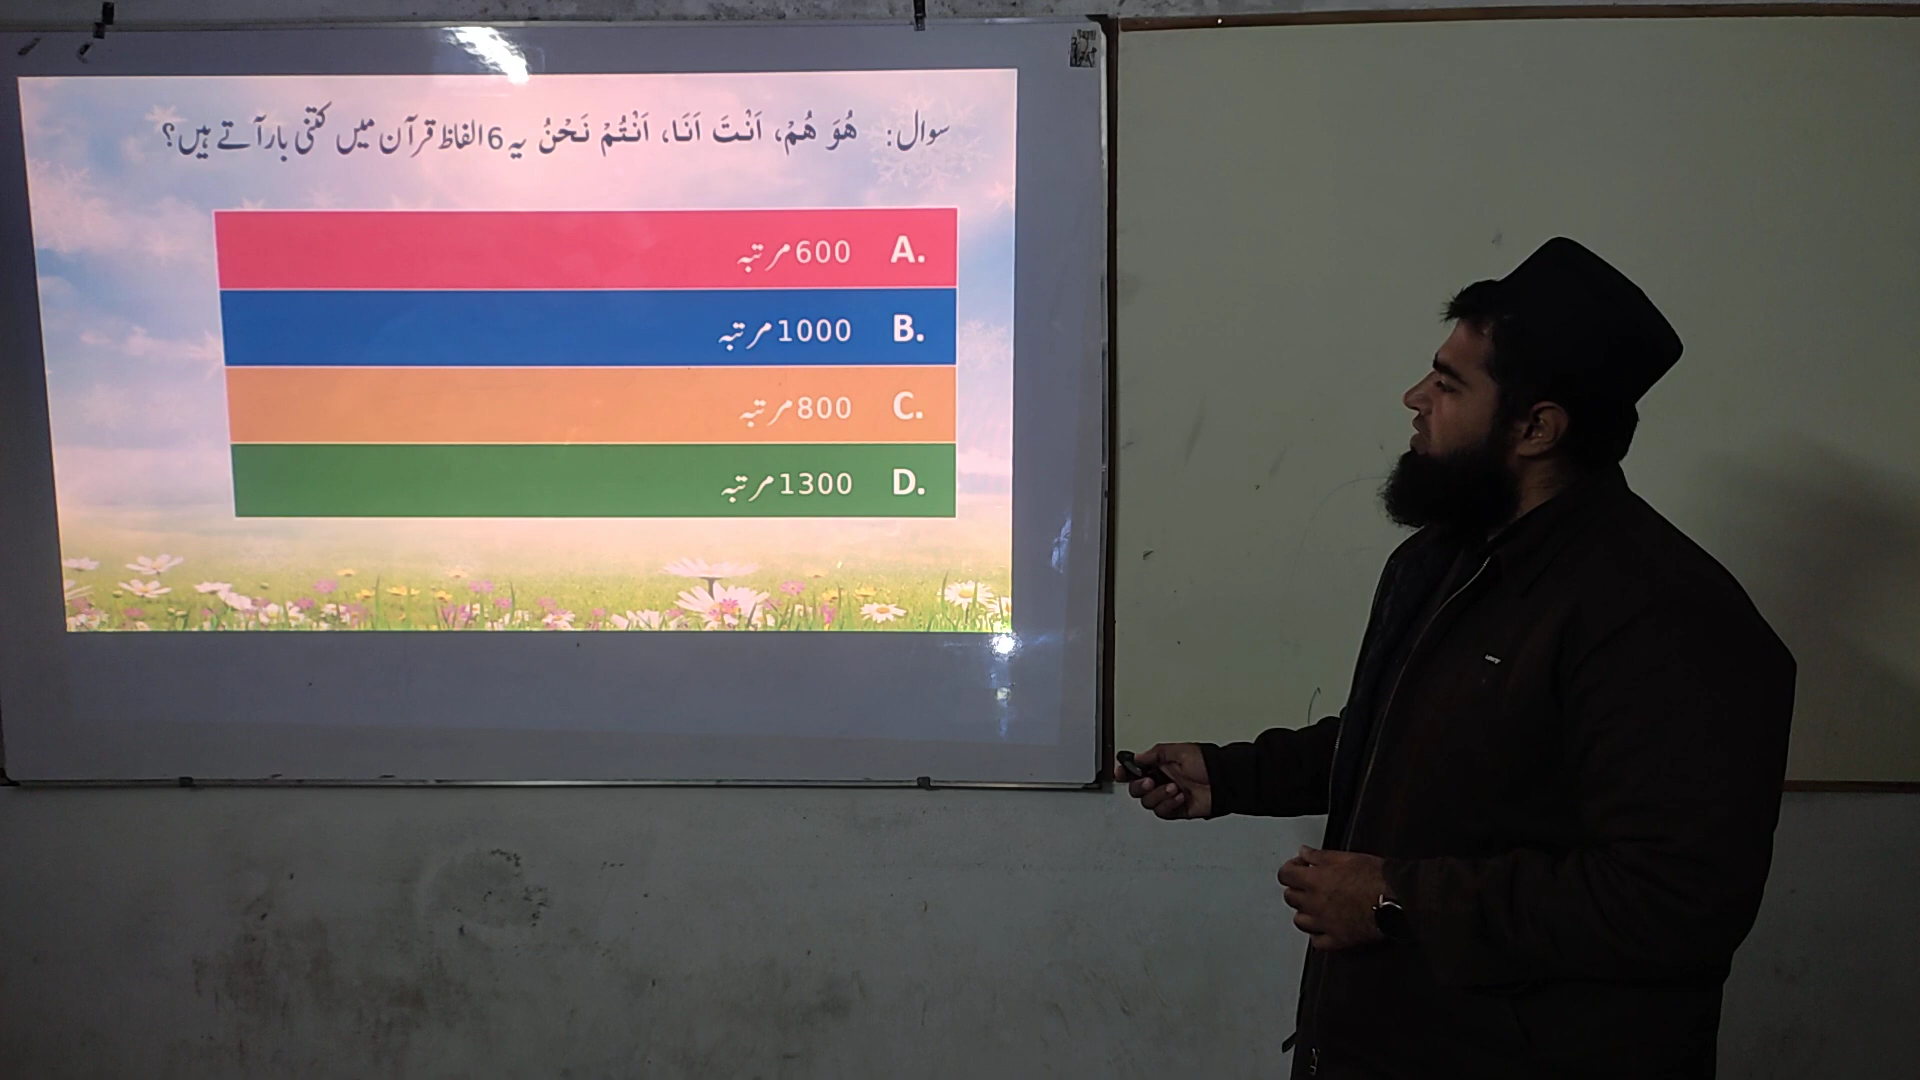 سوال: هُوَ هُمْ، اَنْتَ اَنَا، اَنْتُمْ نَحْنُ یہ 6 الفاظ قرآن میں کتنی بار آتے ہیں؟
A. 600 مرتبہ
B. 1000 مرتبہ
C. 800 مرتبہ
D. 1300 مرتبہ